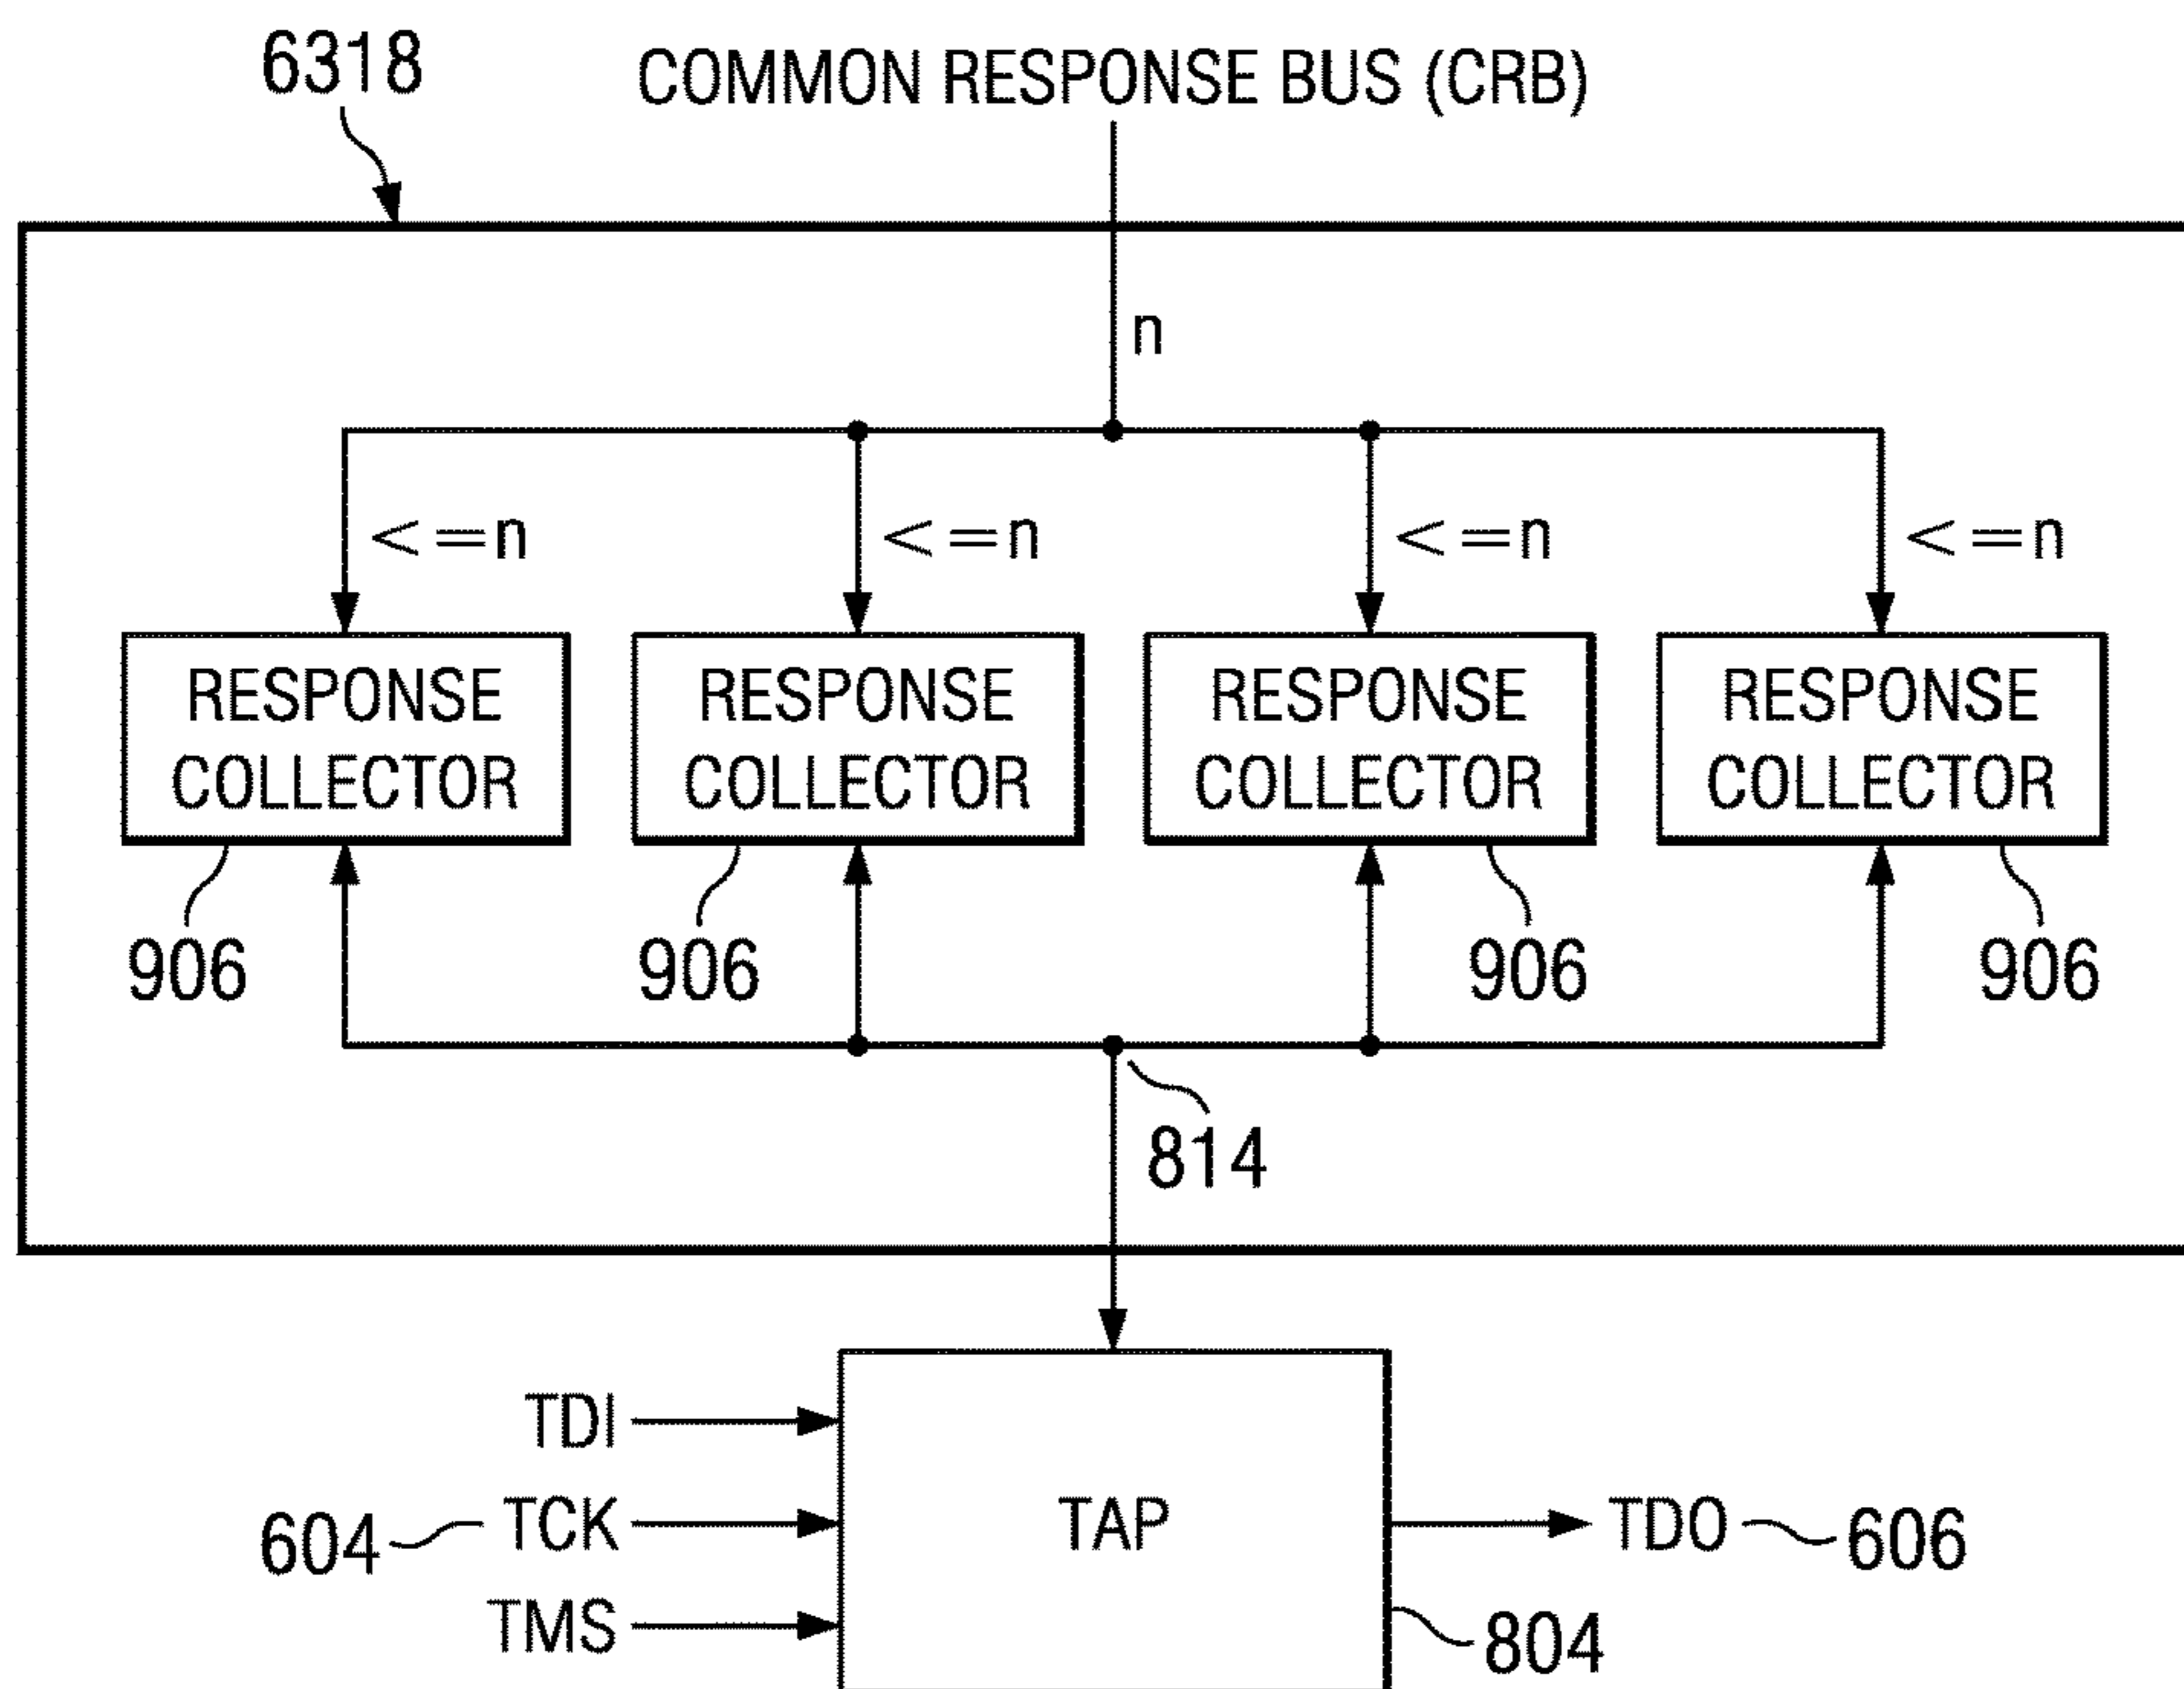 6318
COMMON RESPONSE BUS (CRB)
n
<=n <=n <=n <=n
RESPONSE COLLECTOR
RESPONSE COLLECTOR
RESPONSE COLLECTOR
RESPONSE COLLECTOR
906 906 906 906
814
TDI
604 TCK TAP TDO 606
TMS
804